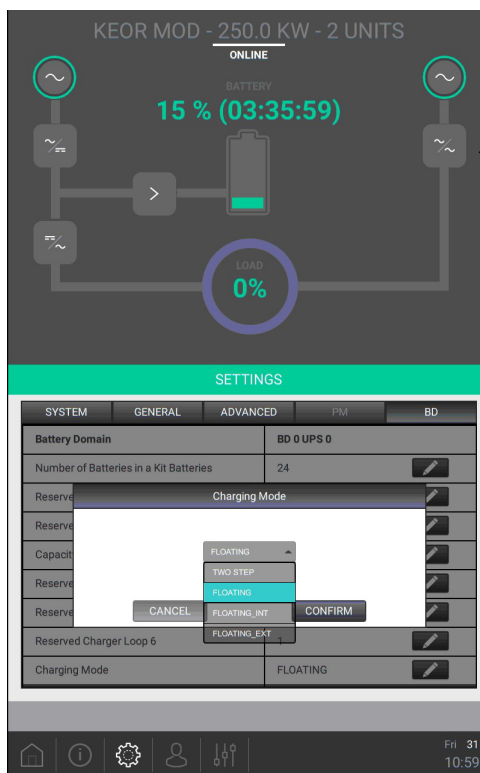 KEOR MOD - 250.0 KW - 2 UNITS
ONLINE
BATTERY
15 % (03:35:59)
LOAD
0%
SETTINGS
SYSTEM GENERAL ADVANCED PM BD
Battery Domain BD 0 UPS 0
Number of Batteries in a Kit Batteries 24
Reserve
Charging Mode
Reserve
Capacit
FLOATING
TWO STEP
Reserve
FLOATING
Reserve
CANCEL FLOATING_INT CONFIRM
FLOATING_EXT
Reserved Charger Loop 6 1
Charging Mode FLOATING
Fri 31
10:59